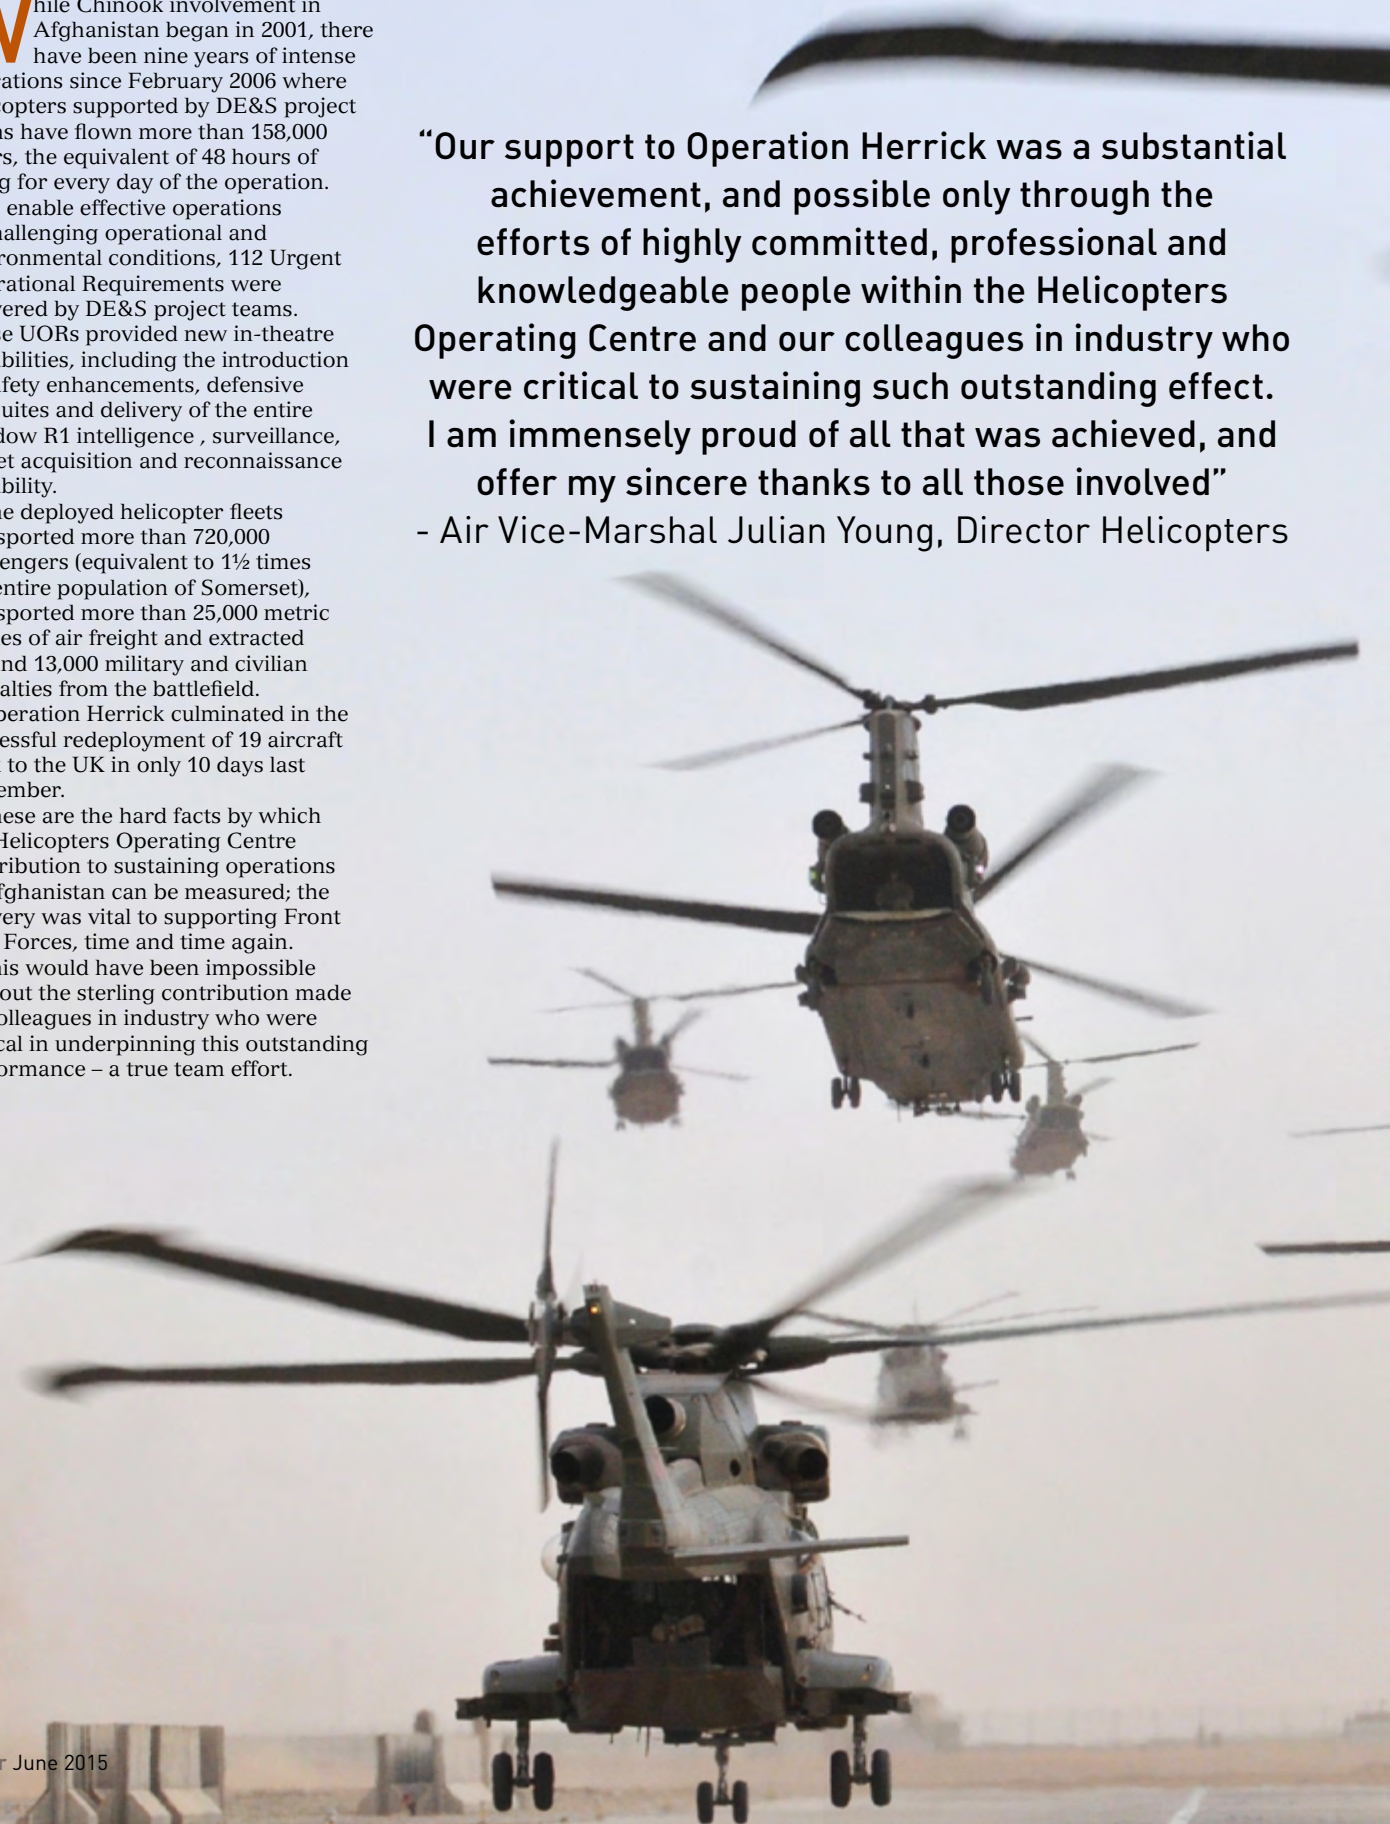 While Chinook involvement in
Afghanistan began in 2001, there
have been nine years of intense
ations since February 2006 where
copters supported by DE&S project
ns have flown more than 158,000
rs, the equivalent of 48 hours of
g for every day of the operation.
enable effective operations
hallenging operational and
ronmental conditions, 112 Urgent
rational Requirements were
vered by DE&S project teams.
se UORs provided new in-theatre
bilities, including the introduction
fety enhancements, defensive
uites and delivery of the entire
dow R1 intelligence , surveillance,
et acquisition and reconnaissance
bility.
he deployed helicopter fleets
sported more than 720,000
engers (equivalent to 1½ times
entire population of Somerset),
sported more than 25,000 metric
es of air freight and extracted
nd 13,000 military and civilian
alties from the battlefield.
peration Herrick culminated in the
essful redeployment of 19 aircraft
to the UK in only 10 days last
ember.
hese are the hard facts by which
Helicopters Operating Centre
ribution to sustaining operations
fghanistan can be measured; the
very was vital to supporting Front
Forces, time and time again.
his would have been impossible
out the sterling contribution made
olleagues in industry who were
cal in underpinning this outstanding
ormance – a true team effort.
“Our support to Operation Herrick was a substantial
achievement, and possible only through the
efforts of highly committed, professional and
knowledgeable people within the Helicopters
Operating Centre and our colleagues in industry who
were critical to sustaining such outstanding effect.
I am immensely proud of all that was achieved, and
offer my sincere thanks to all those involved”
- Air Vice-Marshal Julian Young, Director Helicopters
r June 2015